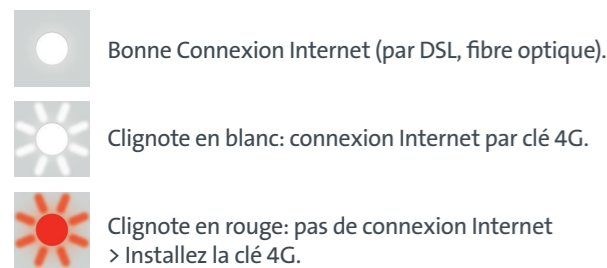 Bonne Connexion Internet (par DSL, fibre optique).
Clignote en blanc: connexion Internet par clé 4G.
Clignote en rouge: pas de connexion Internet
> Installez la clé 4G.